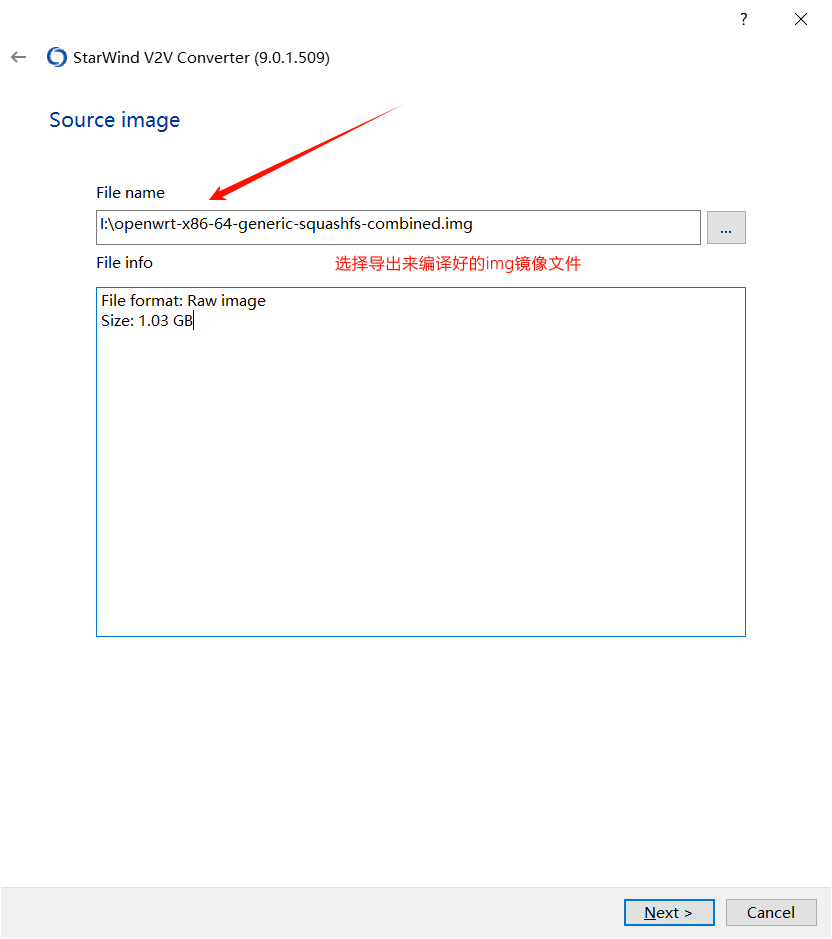 ?
StarWind V2V Converter (9.0.1.509)
Source image
File name
I:\openwrt-x86-64-generic-squashfs-combined.img
...
File info
选择导出来编译好的img镜像文件
File format: Raw image
Size: 1.03 GB
Next >
Cancel